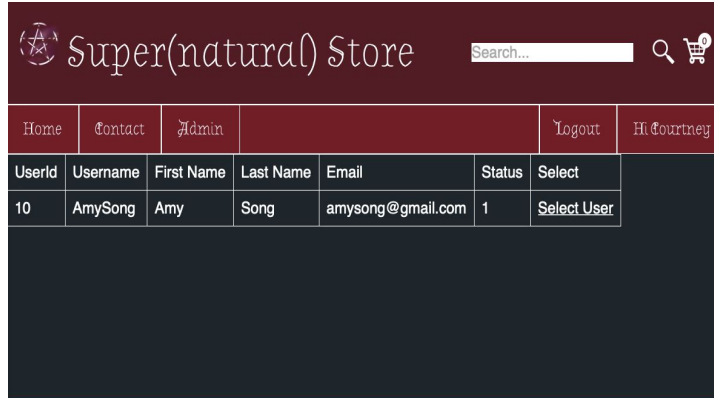 Super(natural) Store Search... 0
Home Contact Admin Logout Hi Courtney
UserId Username First Name Last Name Email Status Select
10 AmySong Amy Song amysong@gmail.com 1 Select User